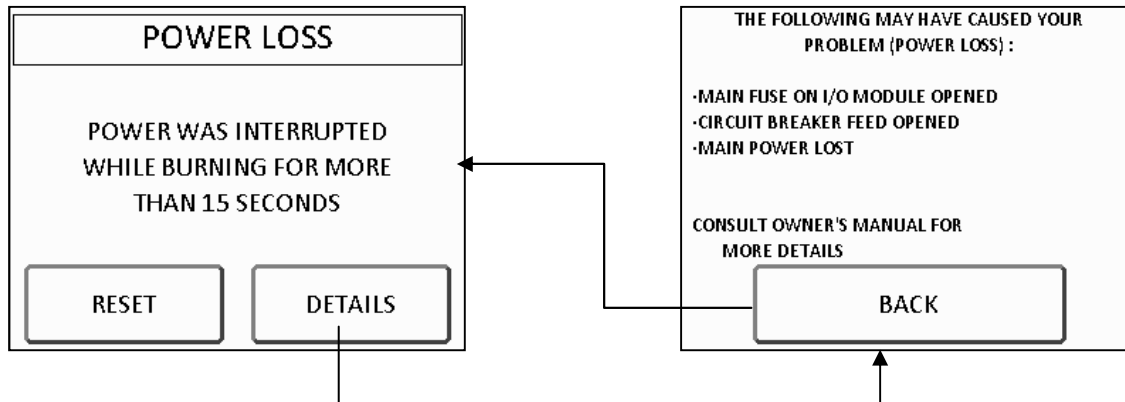 POWER LOSS
POWER WAS INTERRUPTED
WHILE BURNING FOR MORE
THAN 15 SECONDS
RESET
DETAILS
THE FOLLOWING MAY HAVE CAUSED YOUR
PROBLEM (POWER LOSS) :
·MAIN FUSE ON I/O MODULE OPENED
·CIRCUIT BREAKER FEED OPENED
·MAIN POWER LOST
CONSULT OWNER'S MANUAL FOR
MORE DETAILS
BACK